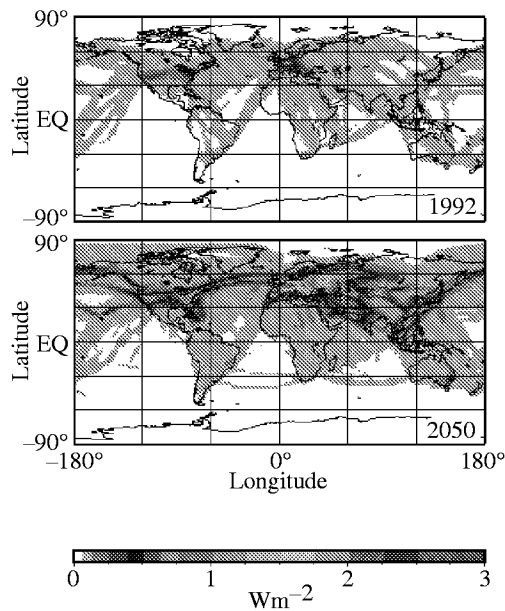 90°
Latitude
EQ
–90°
1992
90°
Latitude
EQ
–90°
2050
–180° 0° 180°
Longitude
0 1 2 3
Wm⁻²